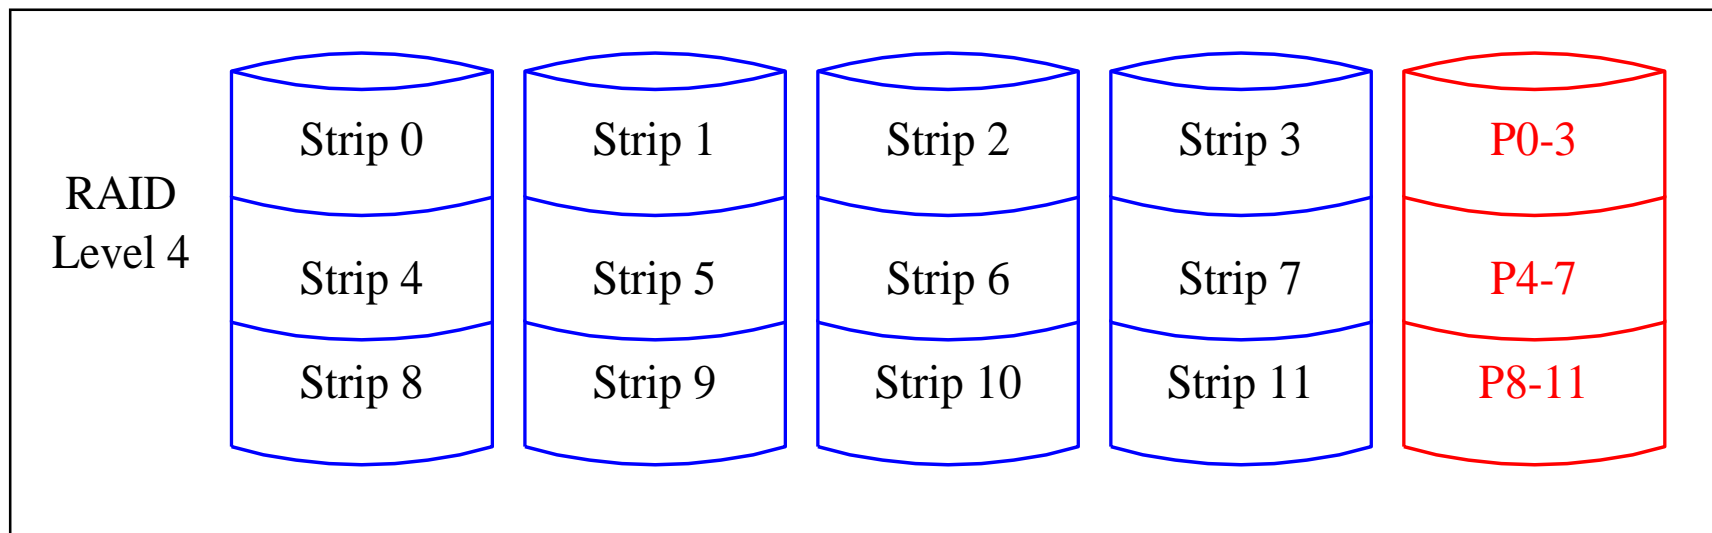 RAID
Level 4
Strip 0
Strip 1
Strip 2
Strip 3
P0-3
Strip 4
Strip 5
Strip 6
Strip 7
P4-7
Strip 8
Strip 9
Strip 10
Strip 11
P8-11